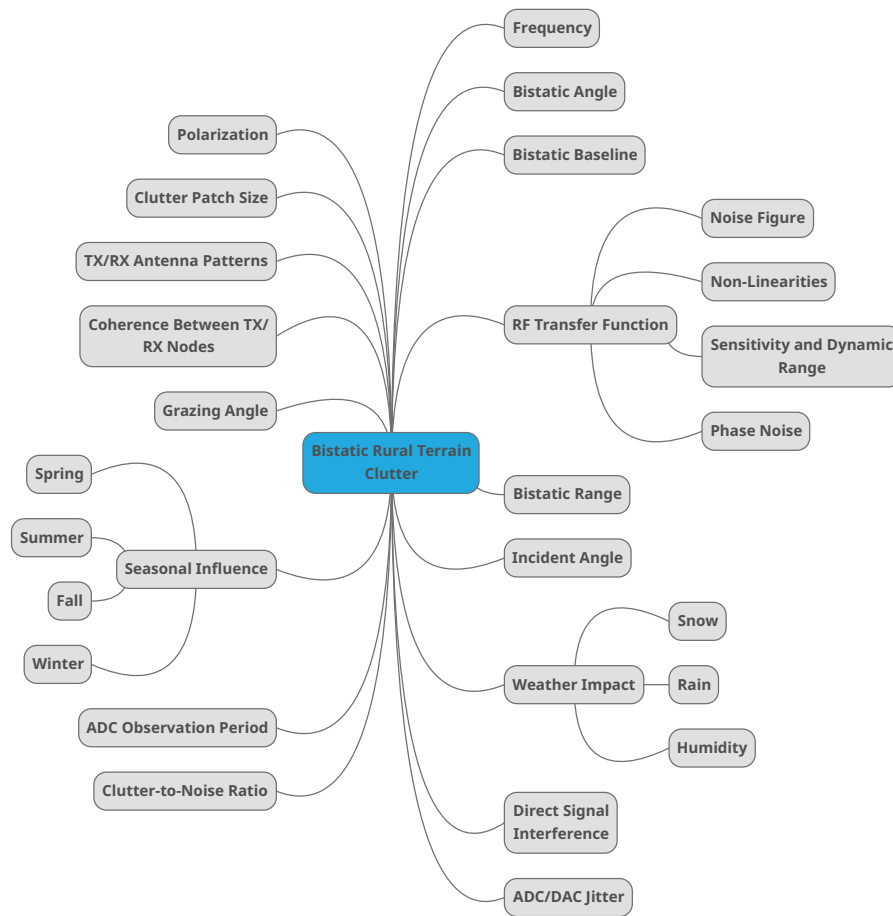 Frequency
Bistatic Angle
Polarization
Bistatic Baseline
Clutter Patch Size
Noise Figure
TX/RX Antenna Patterns
Non-Linearities
Coherence Between TX/
RX Nodes
RF Transfer Function
Sensitivity and Dynamic
Range
Grazing Angle
Phase Noise
Bistatic Rural Terrain
Clutter
Spring
Bistatic Range
Summer
Seasonal Influence
Incident Angle
Fall
Snow
Winter
Weather Impact
Rain
ADC Observation Period
Humidity
Clutter-to-Noise Ratio
Direct Signal
Interference
ADC/DAC Jitter